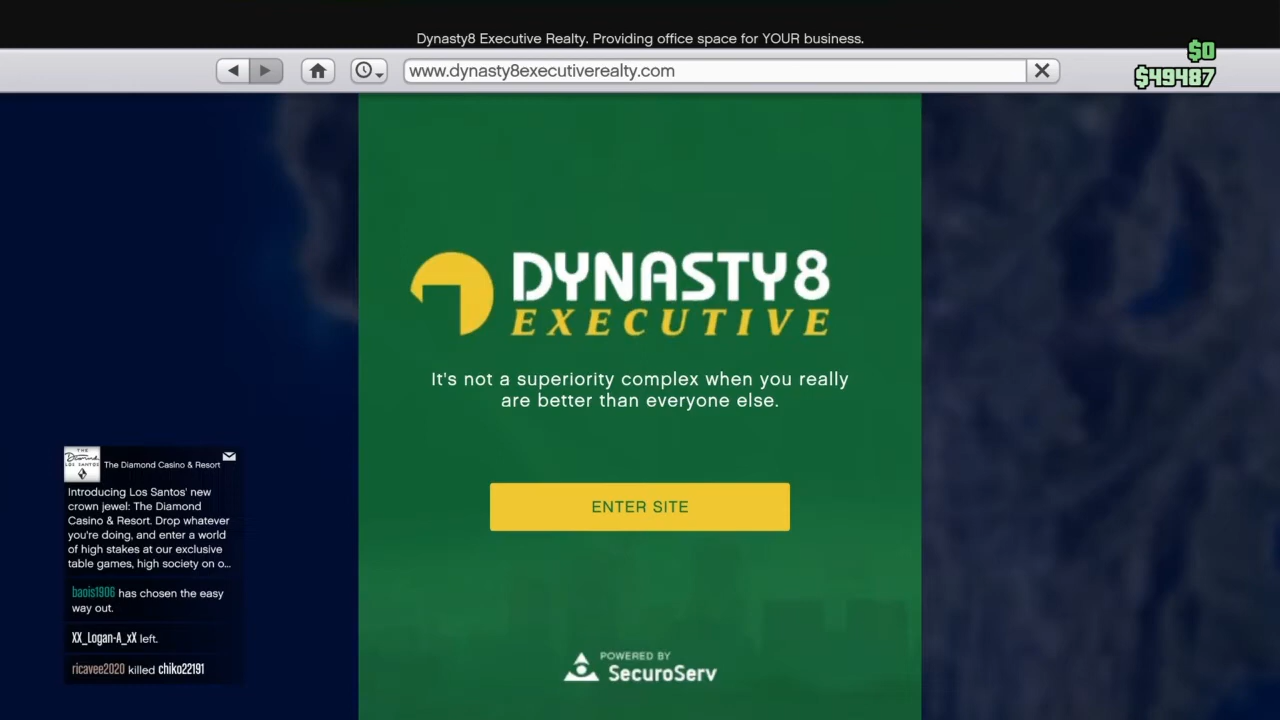 Dynasty8 Executive Realty. Providing office space for YOUR business.
www.dynasty8executiverealty.com
$0
$49487
DYNASTY8
EXECUTIVE
It's not a superiority complex when you really
are better than everyone else.
ENTER SITE
POWERED BY
SecuroServ
THE
Diamond
LOS SANTOS
The Diamond Casino & Resort
Introducing Los Santos' new
crown jewel: The Diamond
Casino & Resort. Drop whatever
you're doing, and enter a world
of high stakes at our exclusive
table games, high society on o...
baois1906 has chosen the easy
way out.
XX_Logan-A_xX left.
ricavee2020 killed chiko22191